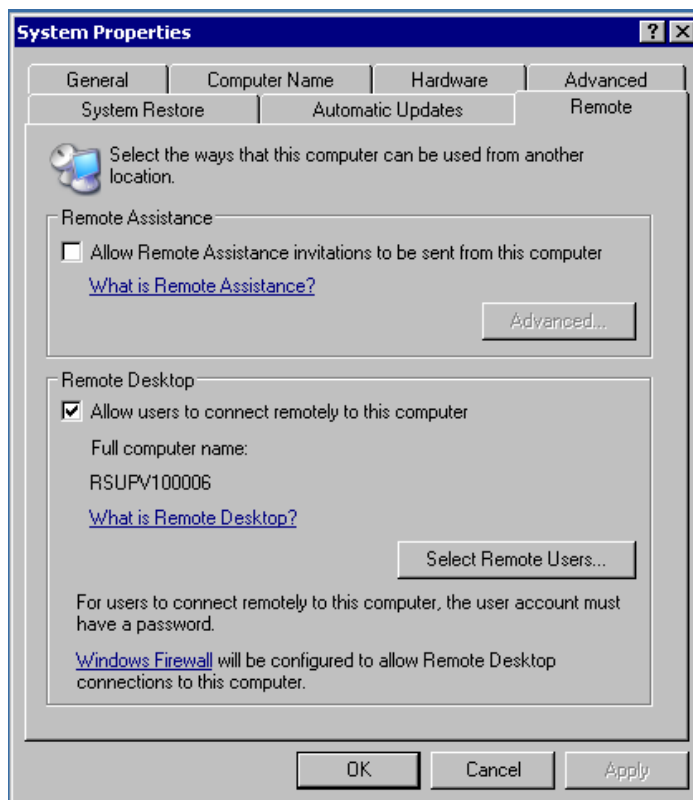 System Properties
General
Computer Name
Hardware
Advanced
System Restore
Automatic Updates
Remote
Select the ways that this computer can be used from another
location.
Remote Assistance
Allow Remote Assistance invitations to be sent from this computer
What is Remote Assistance?
Advanced...
Remote Desktop
Allow users to connect remotely to this computer
Full computer name:
RSUPV100006
What is Remote Desktop?
Select Remote Users...
For users to connect remotely to this computer, the user account must
have a password.
Windows Firewall will be configured to allow Remote Desktop
connections to this computer.
OK
Cancel
Apply